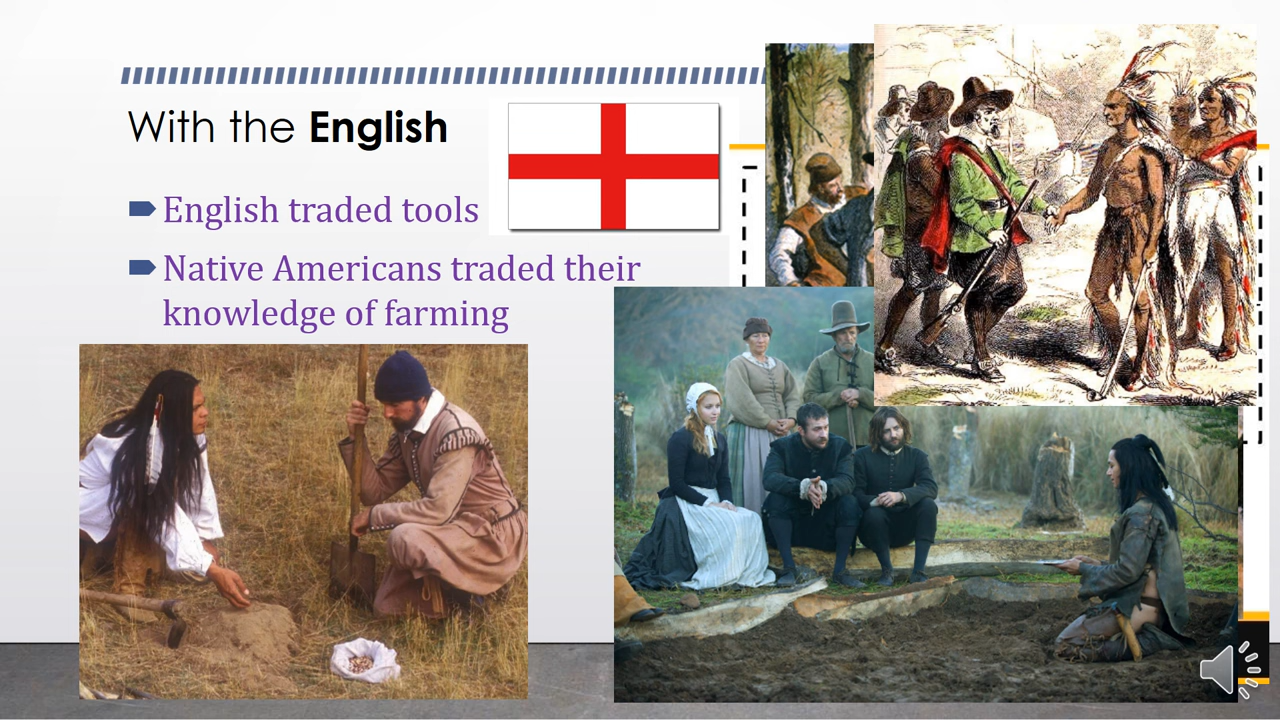 With the English
English traded tools
Native Americans traded their
knowledge of farming